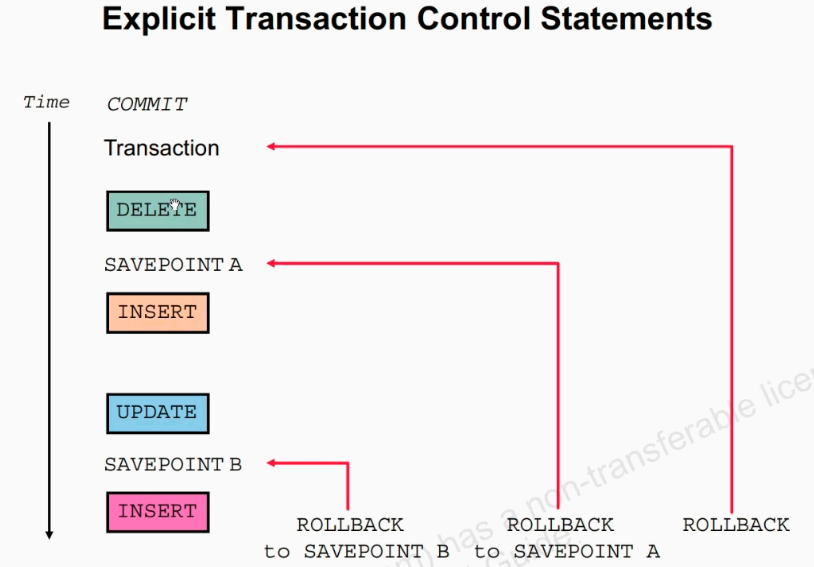 Explicit Transaction Control Statements
Time COMMIT
Transaction
DELETE
SAVEPOINT A
INSERT
UPDATE
SAVEPOINT B
INSERT
ROLLBACK
to SAVEPOINT B
ROLLBACK
to SAVEPOINT A
ROLLBACK
has a non-transferable
Guide.